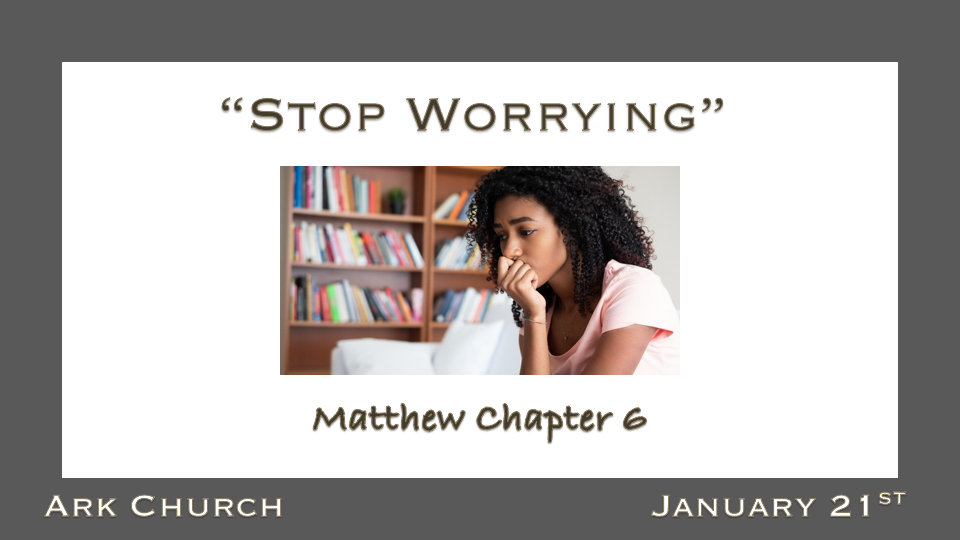 “Stop Worrying”
Matthew Chapter 6
Ark Church
January 21st